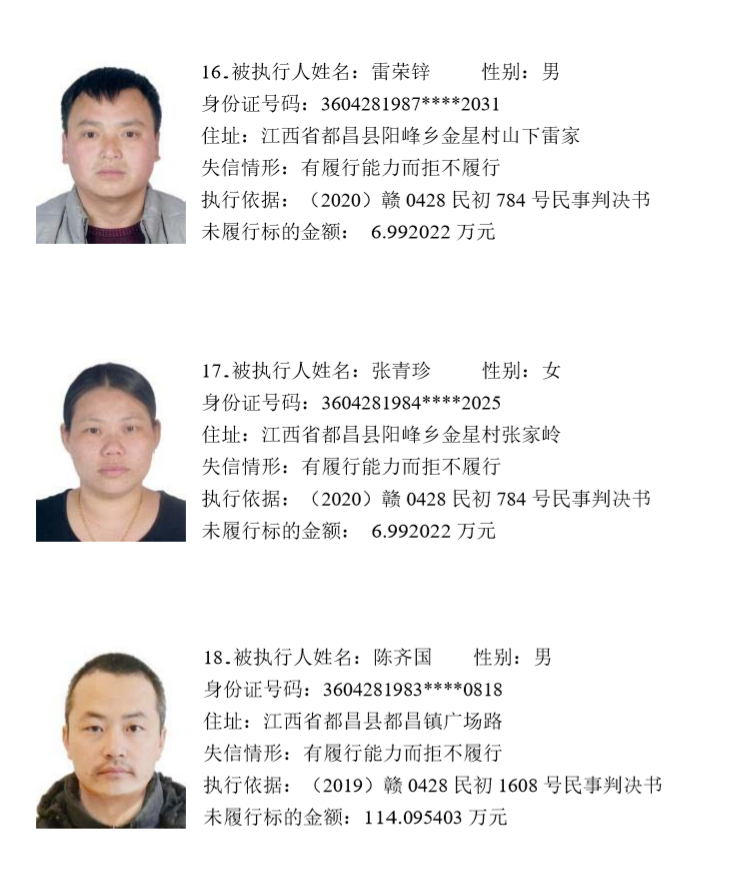 16.被执行人姓名：雷荣锌 性别：男
身份证号码：3604281987****2031
住址：江西省都昌县阳峰乡金星村山下雷家
失信情形：有履行能力而拒不履行
执行依据：（2020）赣 0428 民初 784 号民事判决书
未履行标的金额： 6.992022 万元
17.被执行人姓名：张青珍 性别：女
身份证号码：3604281984****2025
住址：江西省都昌县阳峰乡金星村张家岭
失信情形：有履行能力而拒不履行
执行依据：（2020）赣 0428 民初 784 号民事判决书
未履行标的金额： 6.992022 万元
18.被执行人姓名：陈齐国 性别：男
身份证号码：3604281983****0818
住址：江西省都昌县都昌镇广场路
失信情形：有履行能力而拒不履行
执行依据：（2019）赣 0428 民初 1608 号民事判决书
未履行标的金额：114.095403 万元